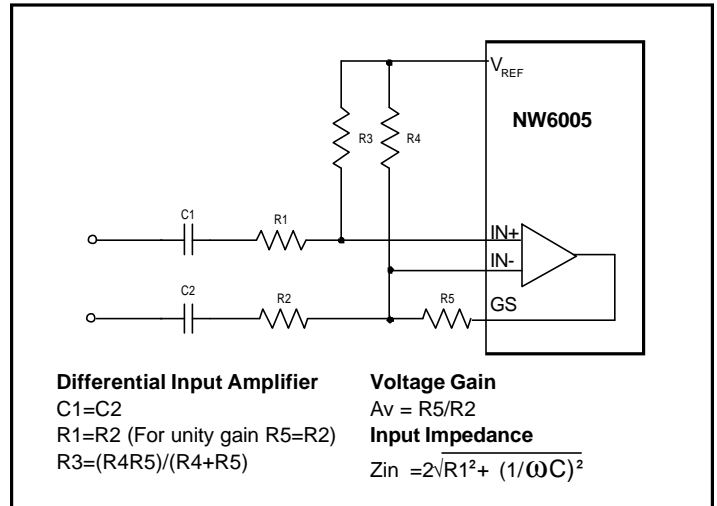 V_REF
NW6005
R3 R4
C1 R1
IN+
IN-
C2 R2 R5 GS
Differential Input Amplifier
C1=C2
R1=R2 (For unity gain R5=R2)
R3=(R4R5)/(R4+R5)
Voltage Gain
Av = R5/R2
Input Impedance
Zin =2√R1²+ (1/ωC)²